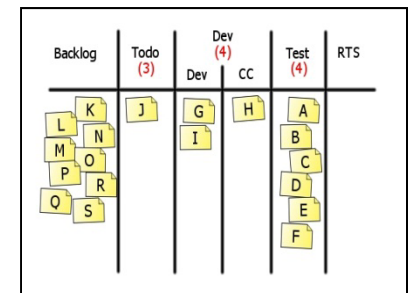 Backlog Todo (3) Dev (4) Test (4) RTS
Dev CC
K J G H A
L N I B
M O C
P R D
Q S E
F